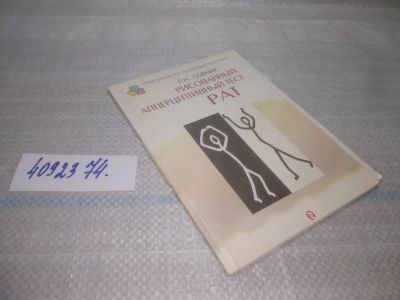 Л.Н. СОБЧИК
РИСОВАННЫЙ
АППЕРЦЕПТИВНЫЙ ТЕСТ
РАТ
40923 74.